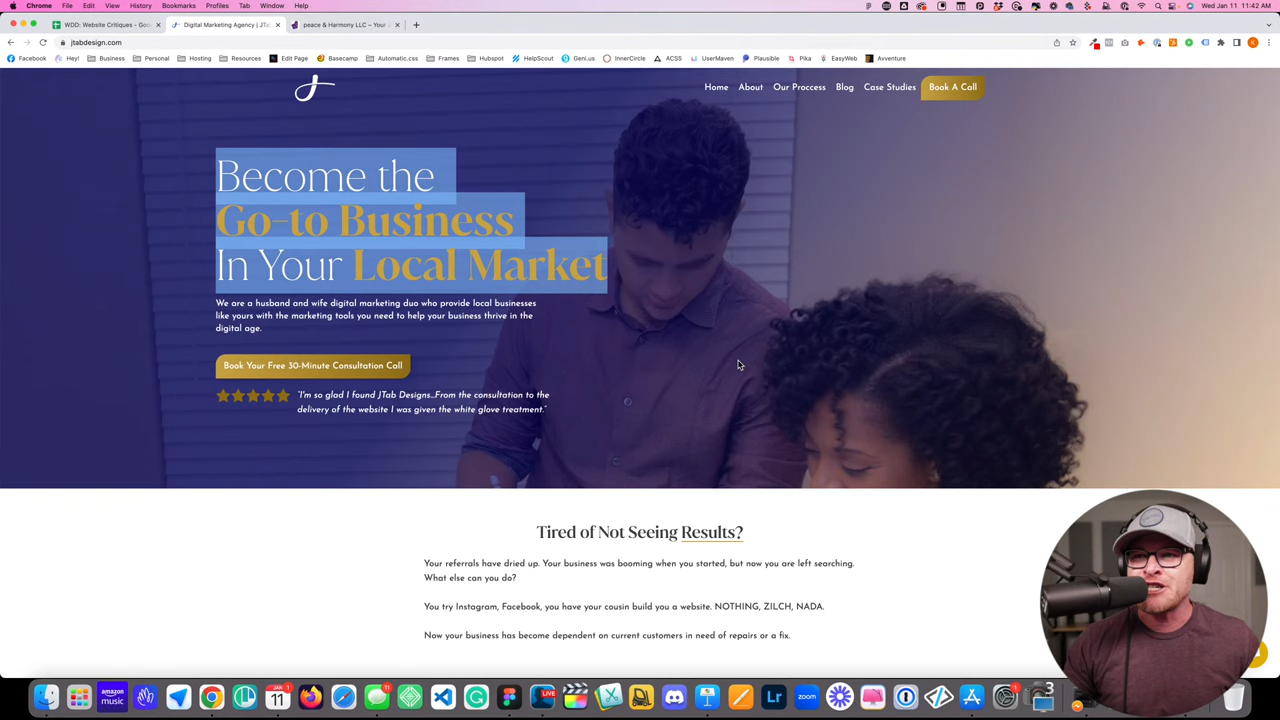 Chrome File Edit View History Bookmarks Profiles Tab Window Help
Wed Jan 11 11:42 AM
WDD: Website Critiques - Goo
Digital Marketing Agency | JTa
peace & Harmony LLC – Your
jtabdesign.com
Facebook Hey! Business Personal Hosting Resources Edit Page Basecamp Automatic.css Frames Hubspot HelpScout Geni.us InnerCircle ACSS UserMaven Plausible Pika EasyWeb Avventure
Home About Our Proccess Blog Case Studies Book A Call
Become the
Go-to Business
In Your Local Market
We are a husband and wife digital marketing duo who provide local businesses
like yours with the marketing tools you need to help your business thrive in the
digital age.
Book Your Free 30-Minute Consultation Call
"I'm so glad I found JTab Designs...From the consultation to the
delivery of the website I was given the white glove treatment."
Tired of Not Seeing Results?
Your referrals have dried up. Your business was booming when you started, but now you are left searching.
What else can you do?
You try Instagram, Facebook, you have your cousin build you a website. NOTHING, ZILCH, NADA.
Now your business has become dependent on current customers in need of repairs or a fix.
amazon
music
JAN
11
LIVE
Lr
zoom